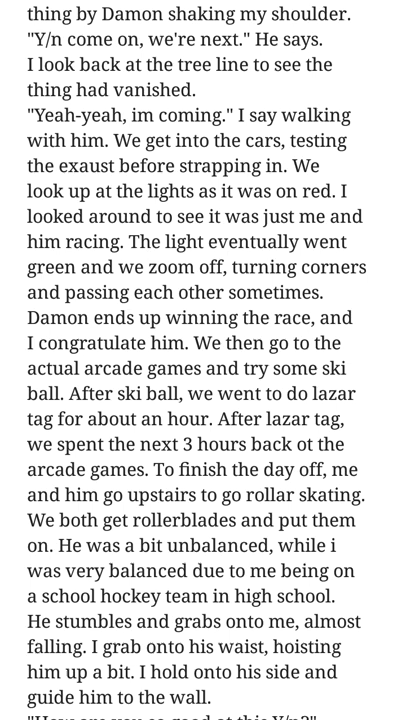 thing by Damon shaking my shoulder.
"Y/n come on, we're next." He says.
I look back at the tree line to see the
thing had vanished.
"Yeah-yeah, im coming." I say walking
with him. We get into the cars, testing
the exaust before strapping in. We
look up at the lights as it was on red. I
looked around to see it was just me and
him racing. The light eventually went
green and we zoom off, turning corners
and passing each other sometimes.
Damon ends up winning the race, and
I congratulate him. We then go to the
actual arcade games and try some ski
ball. After ski ball, we went to do lazar
tag for about an hour. After lazar tag,
we spent the next 3 hours back ot the
arcade games. To finish the day off, me
and him go upstairs to go rollar skating.
We both get rollerblades and put them
on. He was a bit unbalanced, while i
was very balanced due to me being on
a school hockey team in high school.
He stumbles and grabs onto me, almost
falling. I grab onto his waist, hoisting
him up a bit. I hold onto his side and
guide him to the wall.
"How are you so good at this Y/n?"